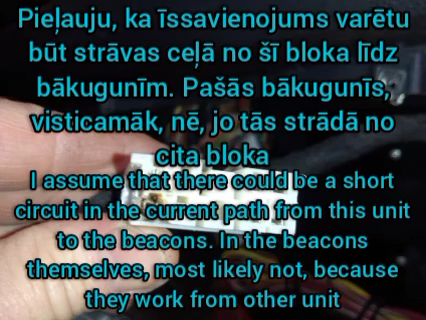 Pieļauju, ka īssavienojums varētu
būt strāvas ceļā no šī bloka līdz
bākugunīm. Pašās bākugunīs,
visticamāk, nē, jo tās strādā no
cita bloka
I assume that there could be a short
circuit in the current path from this unit
to the beacons. In the beacons
themselves, most likely not, because
they work from other unit